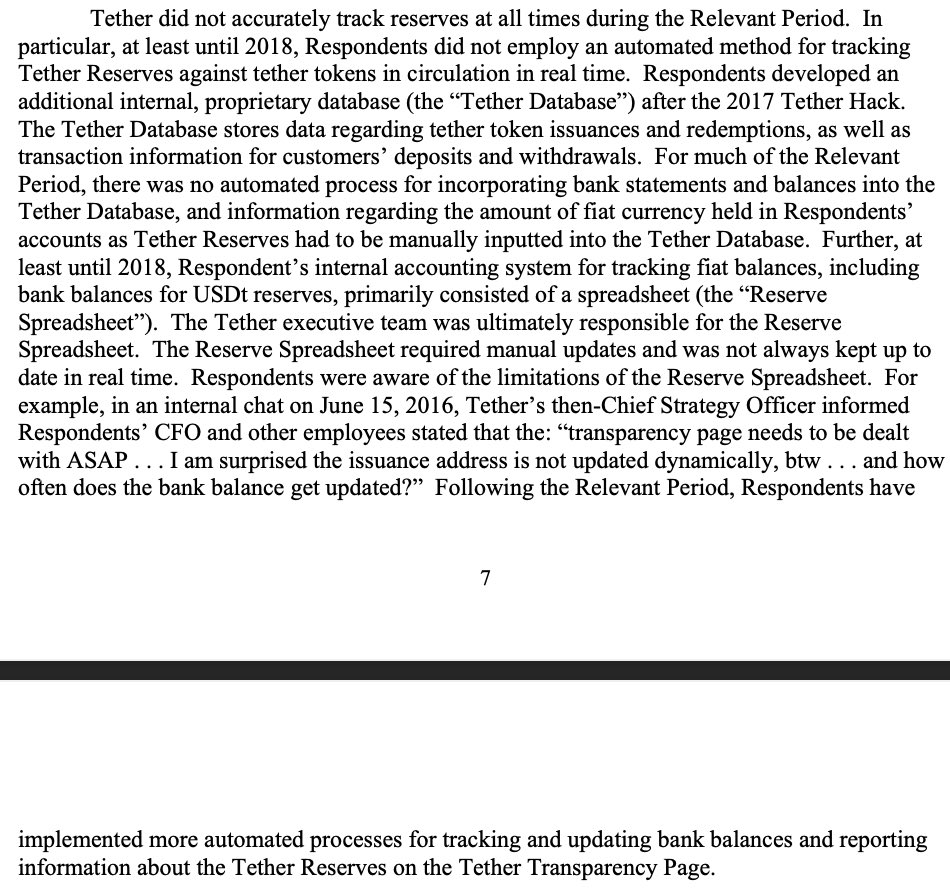 Tether did not accurately track reserves at all times during the Relevant Period.  In
particular, at least until 2018, Respondents did not employ an automated method for tracking
Tether Reserves against tether tokens in circulation in real time.  Respondents developed an
additional internal, proprietary database (the “Tether Database”) after the 2017 Tether Hack.
The Tether Database stores data regarding tether token issuances and redemptions, as well as
transaction information for customers’ deposits and withdrawals.  For much of the Relevant
Period, there was no automated process for incorporating bank statements and balances into the
Tether Database, and information regarding the amount of fiat currency held in Respondents’
accounts as Tether Reserves had to be manually inputted into the Tether Database.  Further, at
least until 2018, Respondent’s internal accounting system for tracking fiat balances, including
bank balances for USDt reserves, primarily consisted of a spreadsheet (the “Reserve
Spreadsheet”).  The Tether executive team was ultimately responsible for the Reserve
Spreadsheet.  The Reserve Spreadsheet required manual updates and was not always kept up to
date in real time.  Respondents were aware of the limitations of the Reserve Spreadsheet.  For
example, in an internal chat on June 15, 2016, Tether’s then-Chief Strategy Officer informed
Respondents’ CFO and other employees stated that the: “transparency page needs to be dealt
with ASAP . . . I am surprised the issuance address is not updated dynamically, btw . . . and how
often does the bank balance get updated?”  Following the Relevant Period, Respondents have
7
implemented more automated processes for tracking and updating bank balances and reporting
information about the Tether Reserves on the Tether Transparency Page.